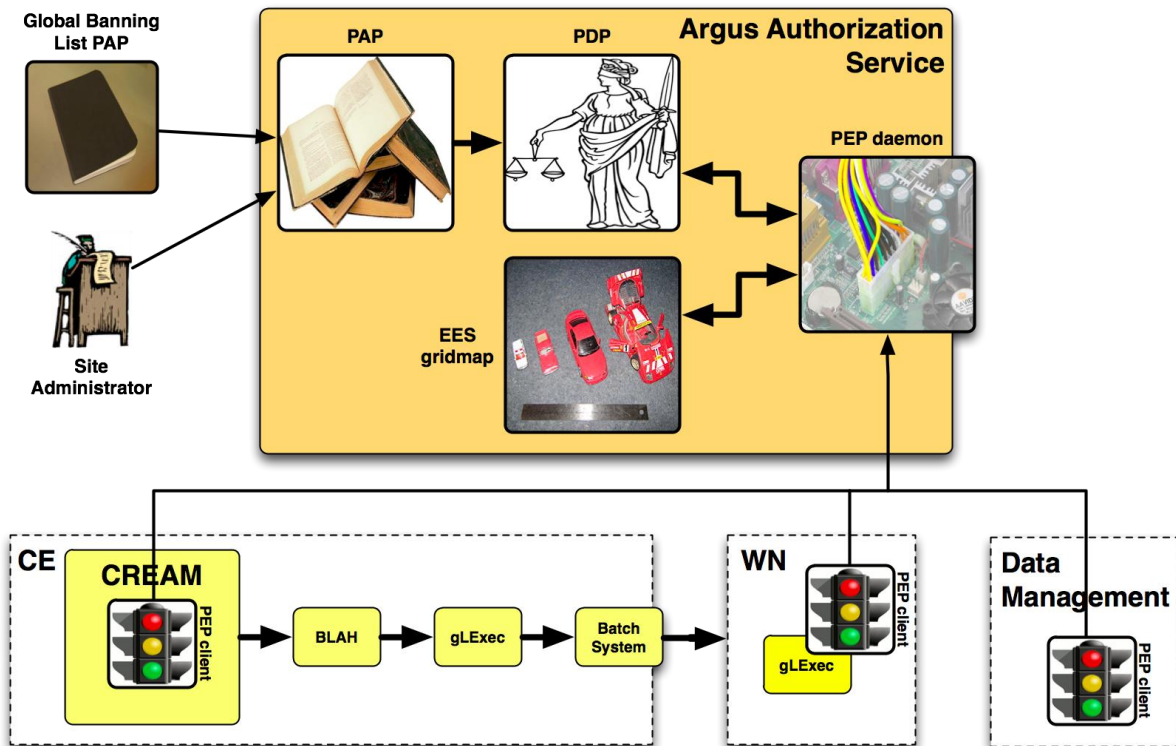 Global Banning
List PAP
PAP
PDP
Argus Authorization
Service
PEP daemon
EES
gridmap
Site
Administrator
CE
CREAM
PEP client
BLAH
gLExec
Batch
System
WN
PEP client
gLExec
Data
Management
PEP client